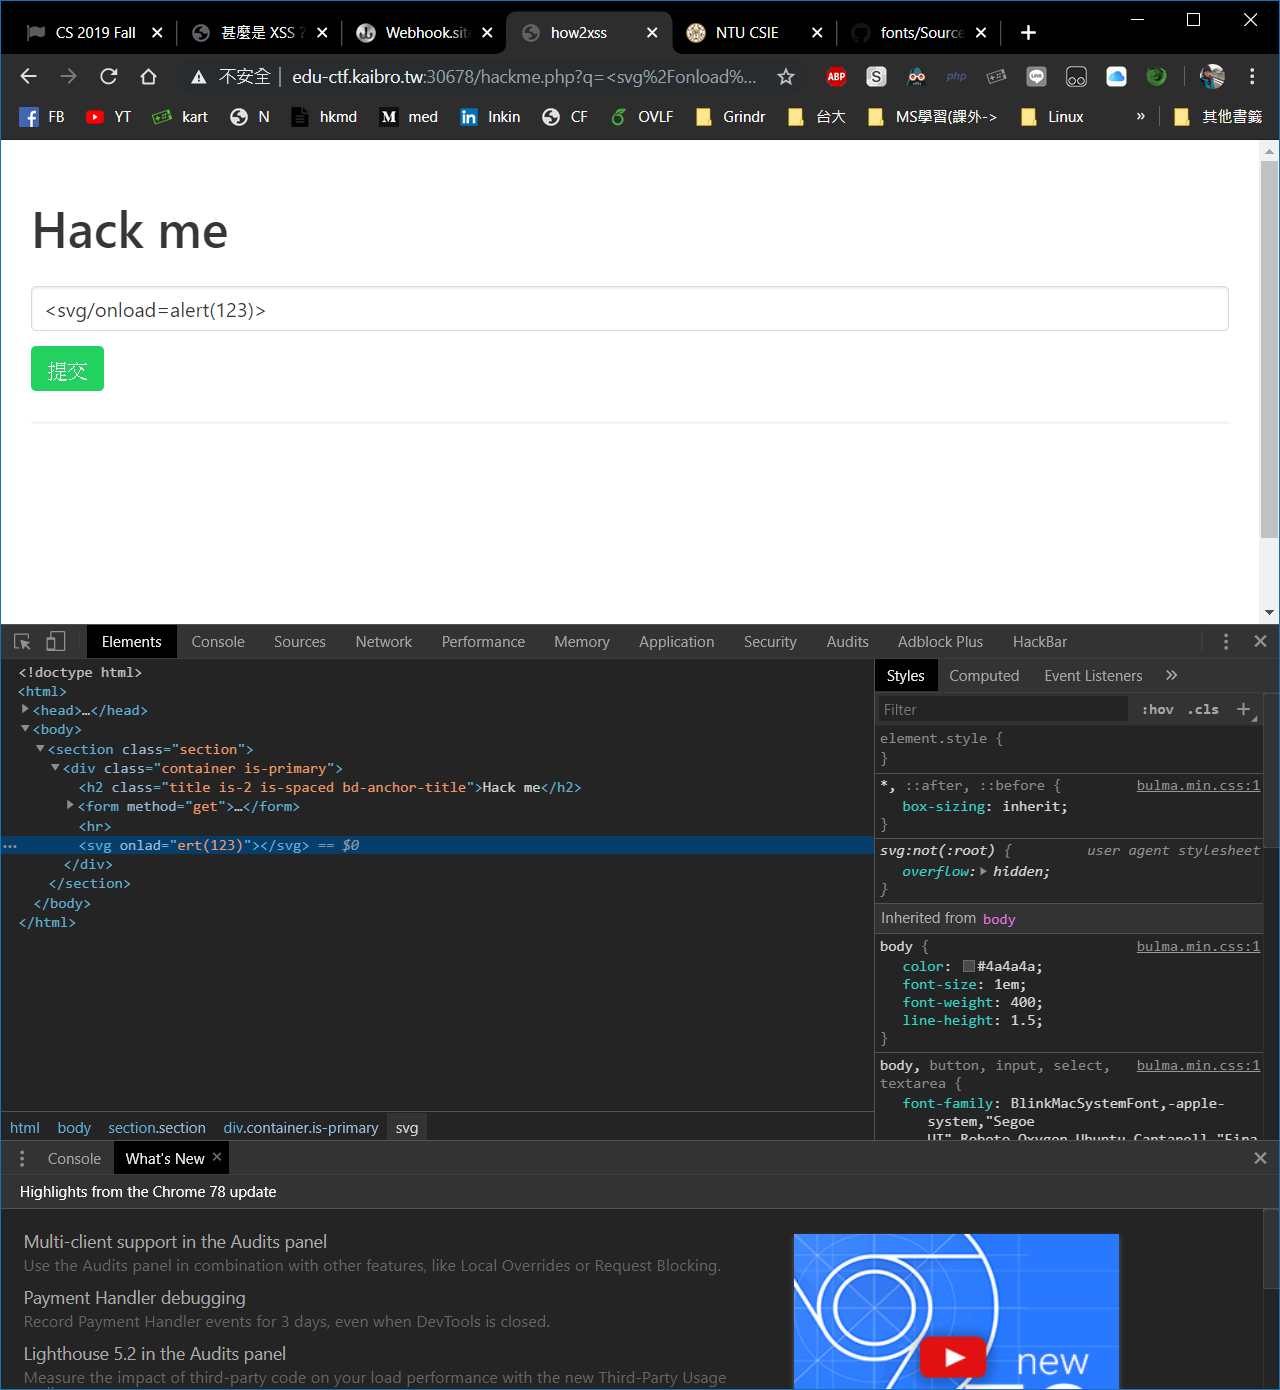 CS 2019 Fall
甚麼是 XSS ?
Webhook.site
how2xss
NTU CSIE
fonts/Source
不安全 | edu-ctf.kaibro.tw:30678/hackme.php?q=<svg%2Fonload%...
ABP
S
php
LINE
FB
YT
kart
N
hkmd
M med
in Inkin
CF
OVLF
Grindr
台大
MS學習(課外->
Linux
»
其他書籤
Hack me
<svg/onload=alert(123)>
提交
Elements Console Sources Network Performance Memory Application Security Audits Adblock Plus HackBar
<!doctype html>
<html>
<head>…</head>
<body>
<section class="section">
<div class="container is-primary">
<h2 class="title is-2 is-spaced bd-anchor-title">Hack me</h2>
<form method="get">…</form>
<hr>
<svg onlad="ert(123)"></svg> == $0
</div>
</section>
</body>
</html>
html body section.section div.container.is-primary svg
Styles Computed Event Listeners »
Filter :hov .cls +
element.style {
}
*, ::after, ::before { bulma.min.css:1
box-sizing: inherit;
}
svg:not(:root) { user agent stylesheet
overflow: hidden;
}
Inherited from body
body { bulma.min.css:1
color: #4a4a4a;
font-size: 1em;
font-weight: 400;
line-height: 1.5;
}
body, button, input, select, bulma.min.css:1
textarea {
font-family: BlinkMacSystemFont,-apple-
system,"Segoe
UI",Roboto,Oxygen,Ubuntu,Cantarell,"Fira
Console What's New
Highlights from the Chrome 78 update
Multi-client support in the Audits panel
Use the Audits panel in combination with other features, like Local Overrides or Request Blocking.
Payment Handler debugging
Record Payment Handler events for 3 days, even when DevTools is closed.
Lighthouse 5.2 in the Audits panel
Measure the impact of third-party code on your load performance with the new Third-Party Usage
new